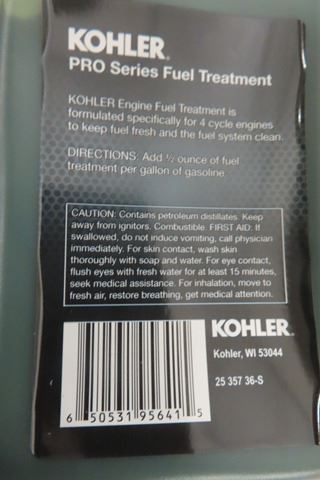 KOHLER.
PRO Series Fuel Treatment
KOHLER Engine Fuel Treatment is
formulated specifically for 4 cycle engines
to keep fuel fresh and the fuel system clean.
DIRECTIONS: Add ½ ounce of fuel
treatment per gallon of gasoline.
CAUTION: Contains petroleum distillates. Keep
away from ignitors. Combustible. FIRST AID: If
swallowed, do not induce vomiting, call physician
immediately. For skin contact, wash skin
thoroughly with soap and water. For eye contact,
flush eyes with fresh water for at least 15 minutes,
seek medical assistance. For inhalation, move to
fresh air, restore breathing, get medical attention.
KOHLER.
Kohler, WI 53044
25 357 36-S
6 50531 95641 5